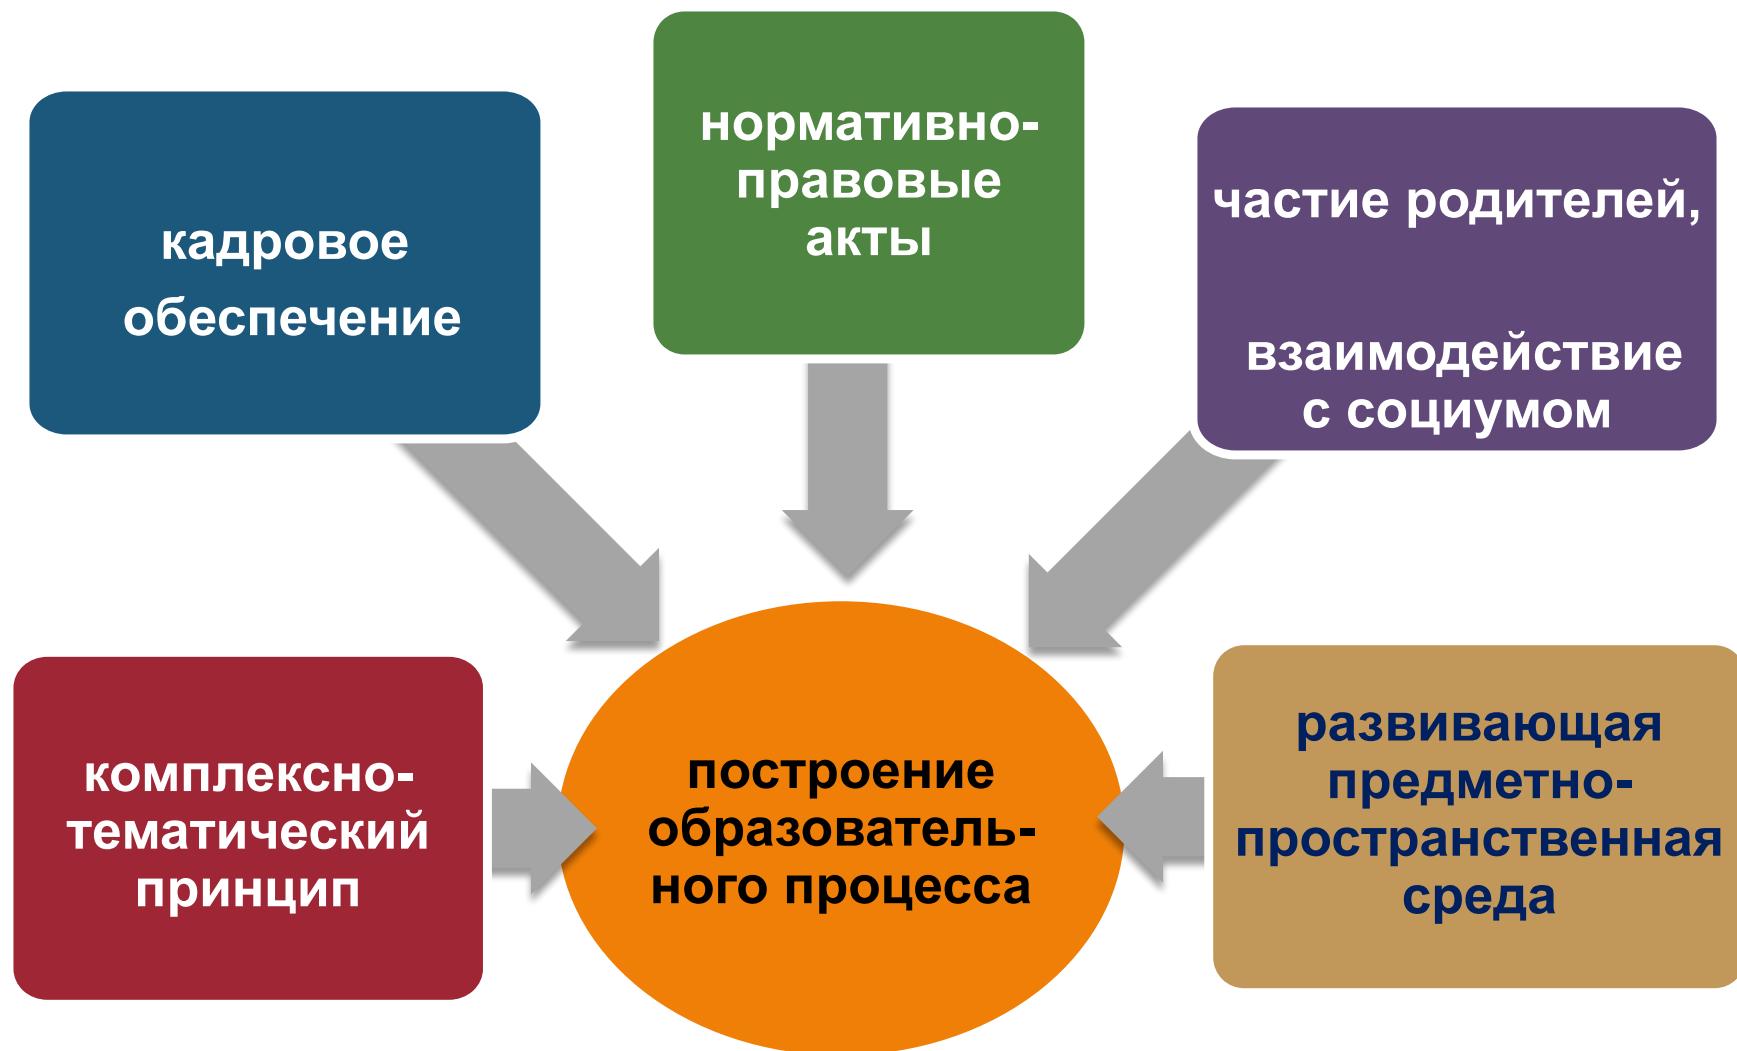 кадровое
обеспечение
нормативно-
правовые
акты
частие родителей,
взаимодействие
с социумом
комплексно-
тематический
принцип
построение
образователь-
ного процесса
развивающая
предметно-
пространственная
среда